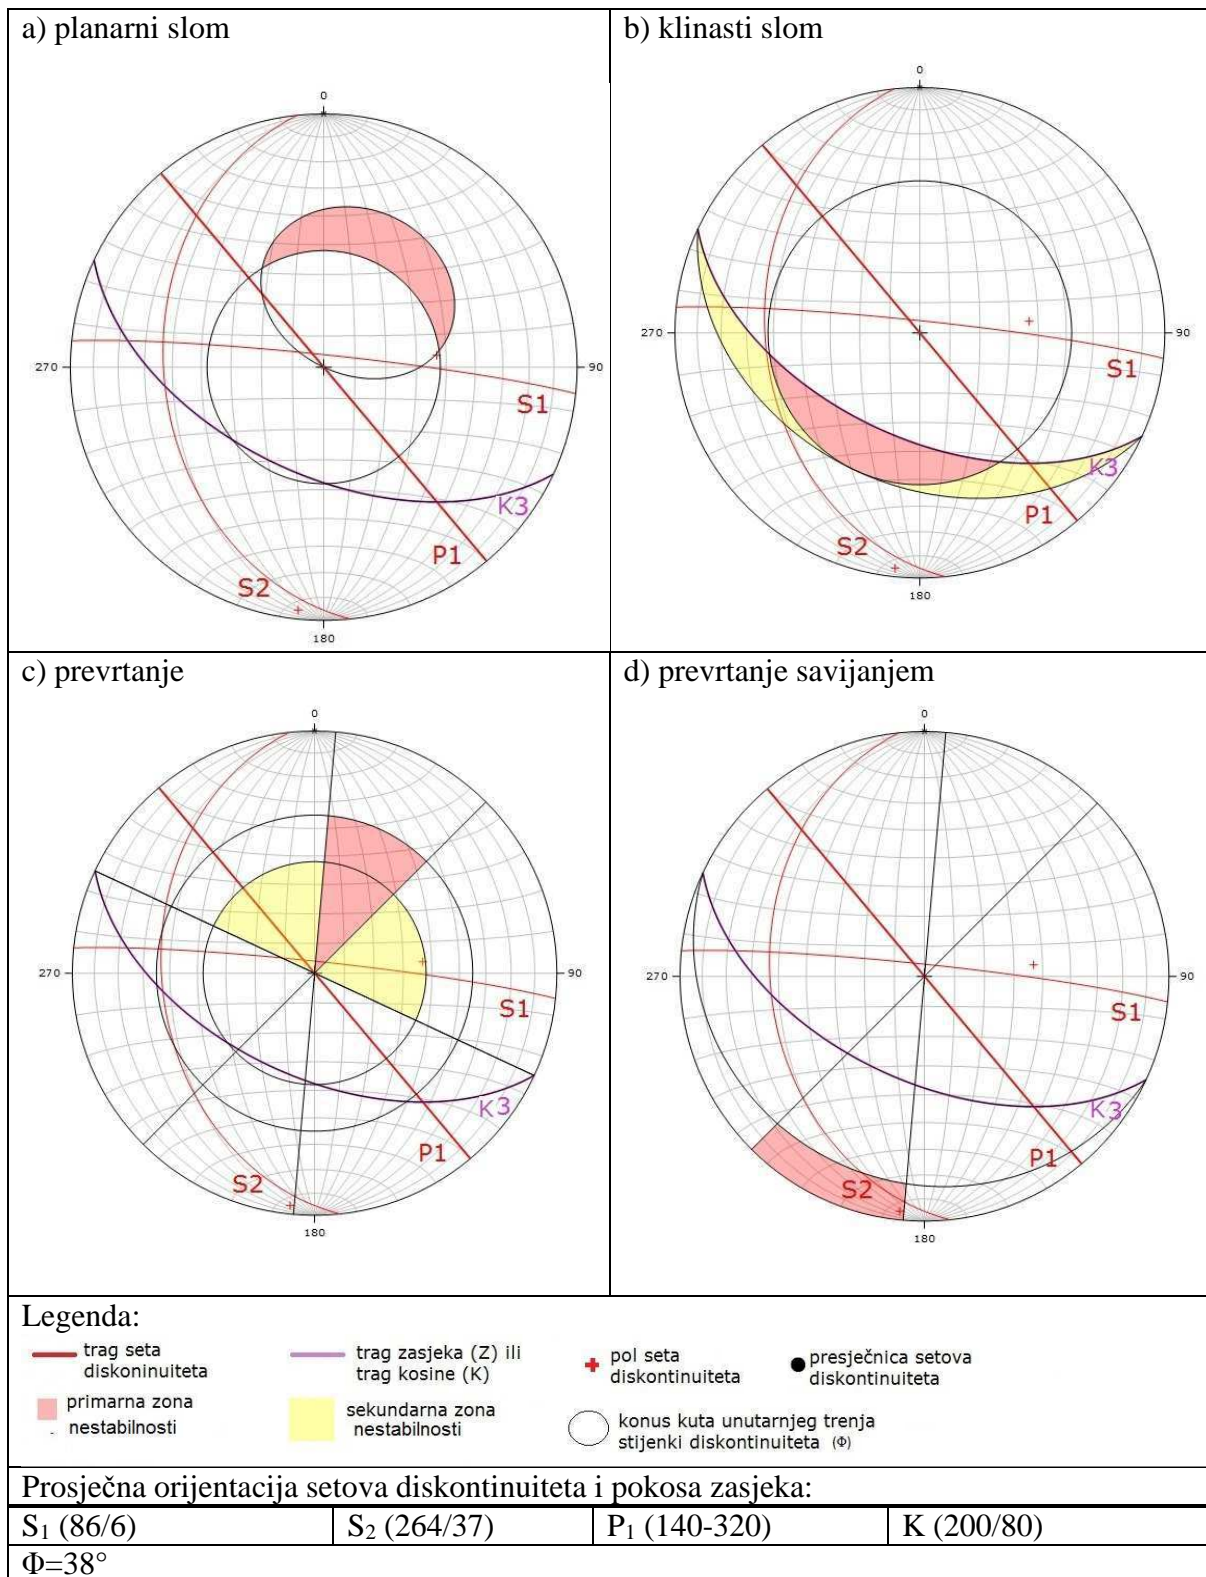 a) planarni slom
0
270
90
180
S1
K3
P1
S2
b) klinasti slom
0
270
90
180
S1
K3
P1
S2
c) prevrtanje
0
270
90
180
S1
K3
P1
S2
d) prevrtanje savijanjem
0
270
90
180
S1
K3
P1
S2
Legenda:
trag seta
diskoninuiteta
trag zasjeka (Z) ili
trag kosine (K)
pol seta
diskontinuiteta
presječnica setova
diskontinuiteta
primarna zona
nestabilnosti
sekundarna zona
nestabilnosti
konus kuta unutarnjeg trenja
stijenki diskontinuiteta (Φ)
Prosječna orijentacija setova diskontinuiteta i pokosa zasjeka:
S₁ (86/6)
S₂ (264/37)
P₁ (140-320)
K (200/80)
Φ=38°